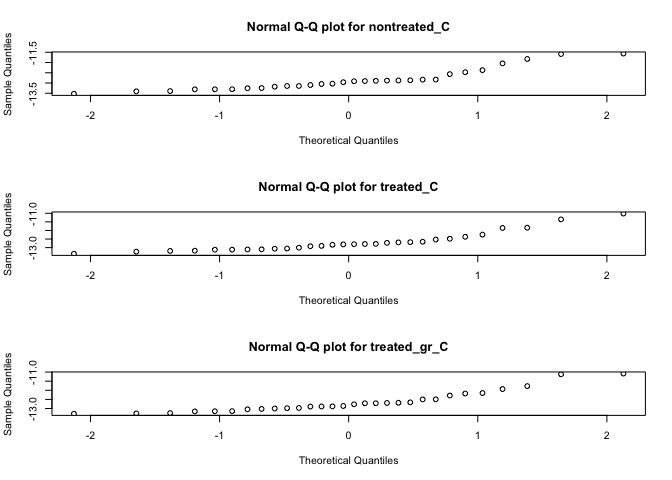 Normal Q-Q plot for nontreated_C
Sample Quantiles
-11.5
-13.5
-2 -1 0 1 2
Theoretical Quantiles
Normal Q-Q plot for treated_C
Sample Quantiles
-11.0
-13.0
-2 -1 0 1 2
Theoretical Quantiles
Normal Q-Q plot for treated_gr_C
Sample Quantiles
-11.0
-13.0
-2 -1 0 1 2
Theoretical Quantiles